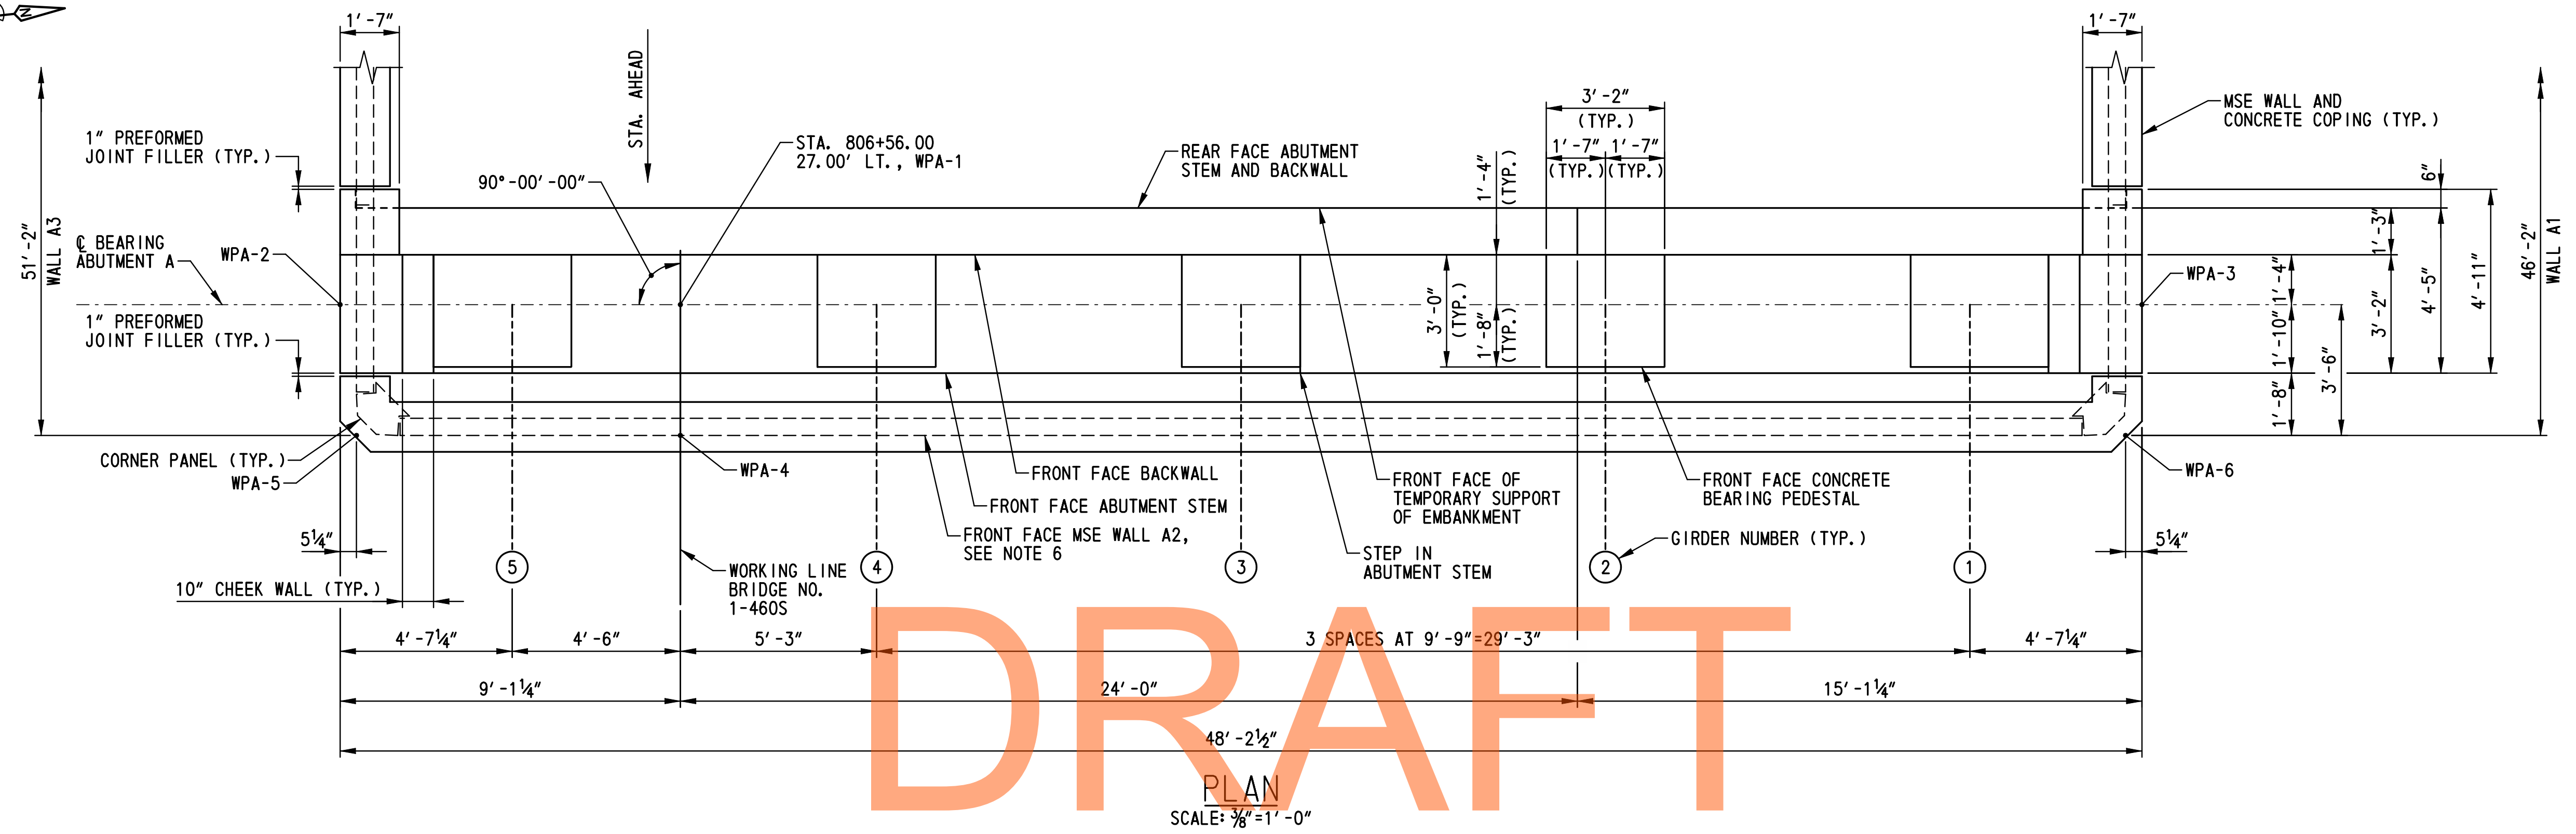 N
1'-7"
1'-7"
STA. AHEAD
3'-2"
(TYP.)
1'-7"
1'-7"
(TYP.)
(TYP.)
MSE WALL AND
CONCRETE COPING (TYP.)
1" PREFORMED
JOINT FILLER (TYP.)
STA. 806+56.00
27.00' LT., WPA-1
REAR FACE ABUTMENT
STEM AND BACKWALL
1'-4"
(TYP.)
6"
90°-00'-00"
51'-2"
WALL A3
℄ BEARING
ABUTMENT A
WPA-2
1'-3"
46'-2"
WALL A1
WPA-3
1'-4"
3'-2"
4'-5"
4'-11"
3'-0"
(TYP.)
1'-8"
(TYP.)
1'-10"
3'-6"
1'-8"
1" PREFORMED
JOINT FILLER (TYP.)
CORNER PANEL (TYP.)
WPA-5
WPA-4
FRONT FACE BACKWALL
FRONT FACE ABUTMENT STEM
FRONT FACE MSE WALL A2,
SEE NOTE 6
FRONT FACE OF
TEMPORARY SUPPORT
OF EMBANKMENT
FRONT FACE CONCRETE
BEARING PEDESTAL
WPA-6
GIRDER NUMBER (TYP.)
STEP IN
ABUTMENT STEM
5¼"
5¼"
5
4
3
2
1
10" CHEEK WALL (TYP.)
WORKING LINE
BRIDGE NO.
1-460S
4'-7¼"
4'-6"
5'-3"
3 SPACES AT 9'-9"=29'-3"
4'-7¼"
9'-1¼"
24'-0"
15'-1¼"
48'-2½"
DRAFT
PLAN
SCALE: ⅜"=1'-0"